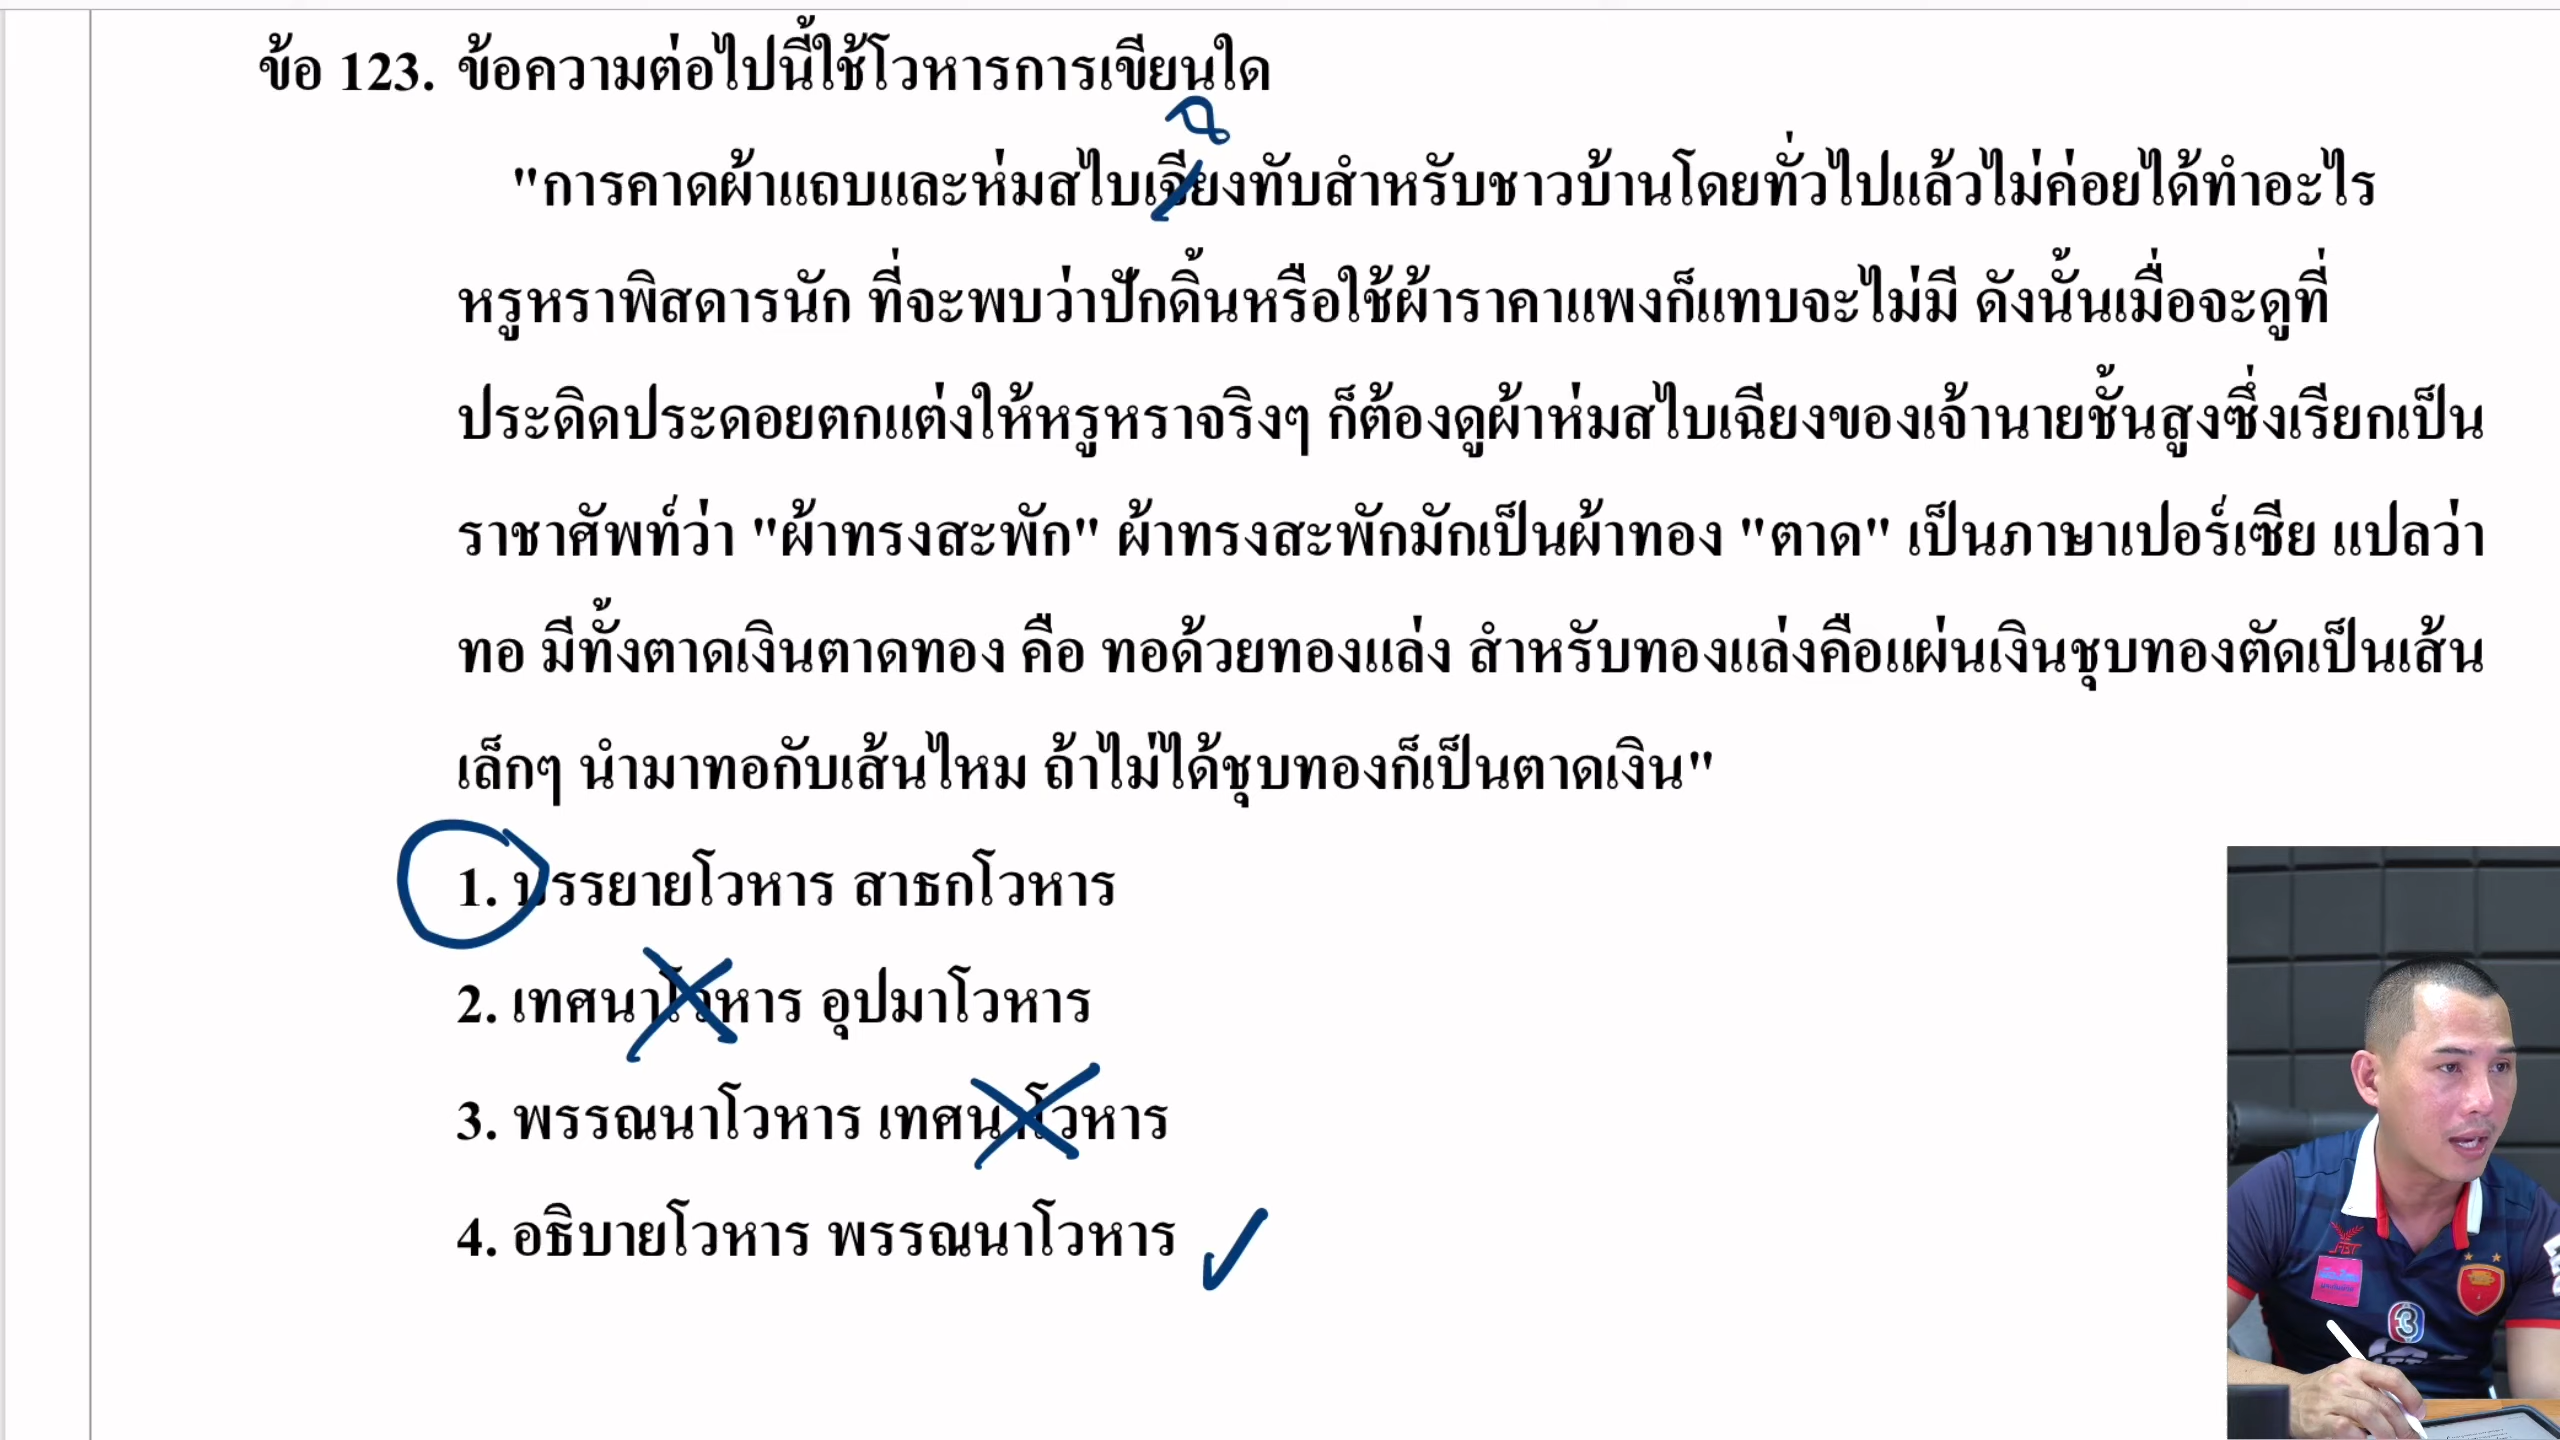 ข้อ 123. ข้อความต่อไปนี้ใช้โวหารการเขียนใด
"การคาดผ้าแถบและห่มสไบเฉียงทับสำหรับชาวบ้านโดยทั่วไปแล้วไม่ค่อยได้ทำอะไร
หรูหราพิสดารนัก ที่จะพบว่าปักดิ้นหรือใช้ผ้าราคาแพงก็แทบจะไม่มี ดังนั้นเมื่อจะดูที่
ประดิดประดอยตกแต่งให้หรูหราจริงๆ ก็ต้องดูผ้าห่มสไบเฉียงของเจ้านายชั้นสูงซึ่งเรียกเป็น
ราชาศัพท์ว่า "ผ้าทรงสะพัก" ผ้าทรงสะพักมักเป็นผ้าทอง "ตาด" เป็นภาษาเปอร์เซีย แปลว่า
ทอ มีทั้งตาดเงินตาดทอง คือ ทอด้วยทองแล่ง สำหรับทองแล่งคือแผ่นเงินชุบทองตัดเป็นเส้น
เล็กๆ นำมาทอกับเส้นไหม ถ้าไม่ได้ชุบทองก็เป็นตาดเงิน"
1. บรรยายโวหาร สาธกโวหาร
2. เทศนาโวหาร อุปมาโวหาร
3. พรรณนาโวหาร เทศนาโวหาร
4. อธิบายโวหาร พรรณนาโวหาร
3